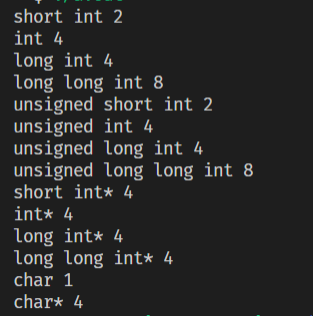 short int 2
int 4
long int 4
long long int 8
unsigned short int 2
unsigned int 4
unsigned long int 4
unsigned long long int 8
short int* 4
int* 4
long int* 4
long long int* 4
char 1
char* 4